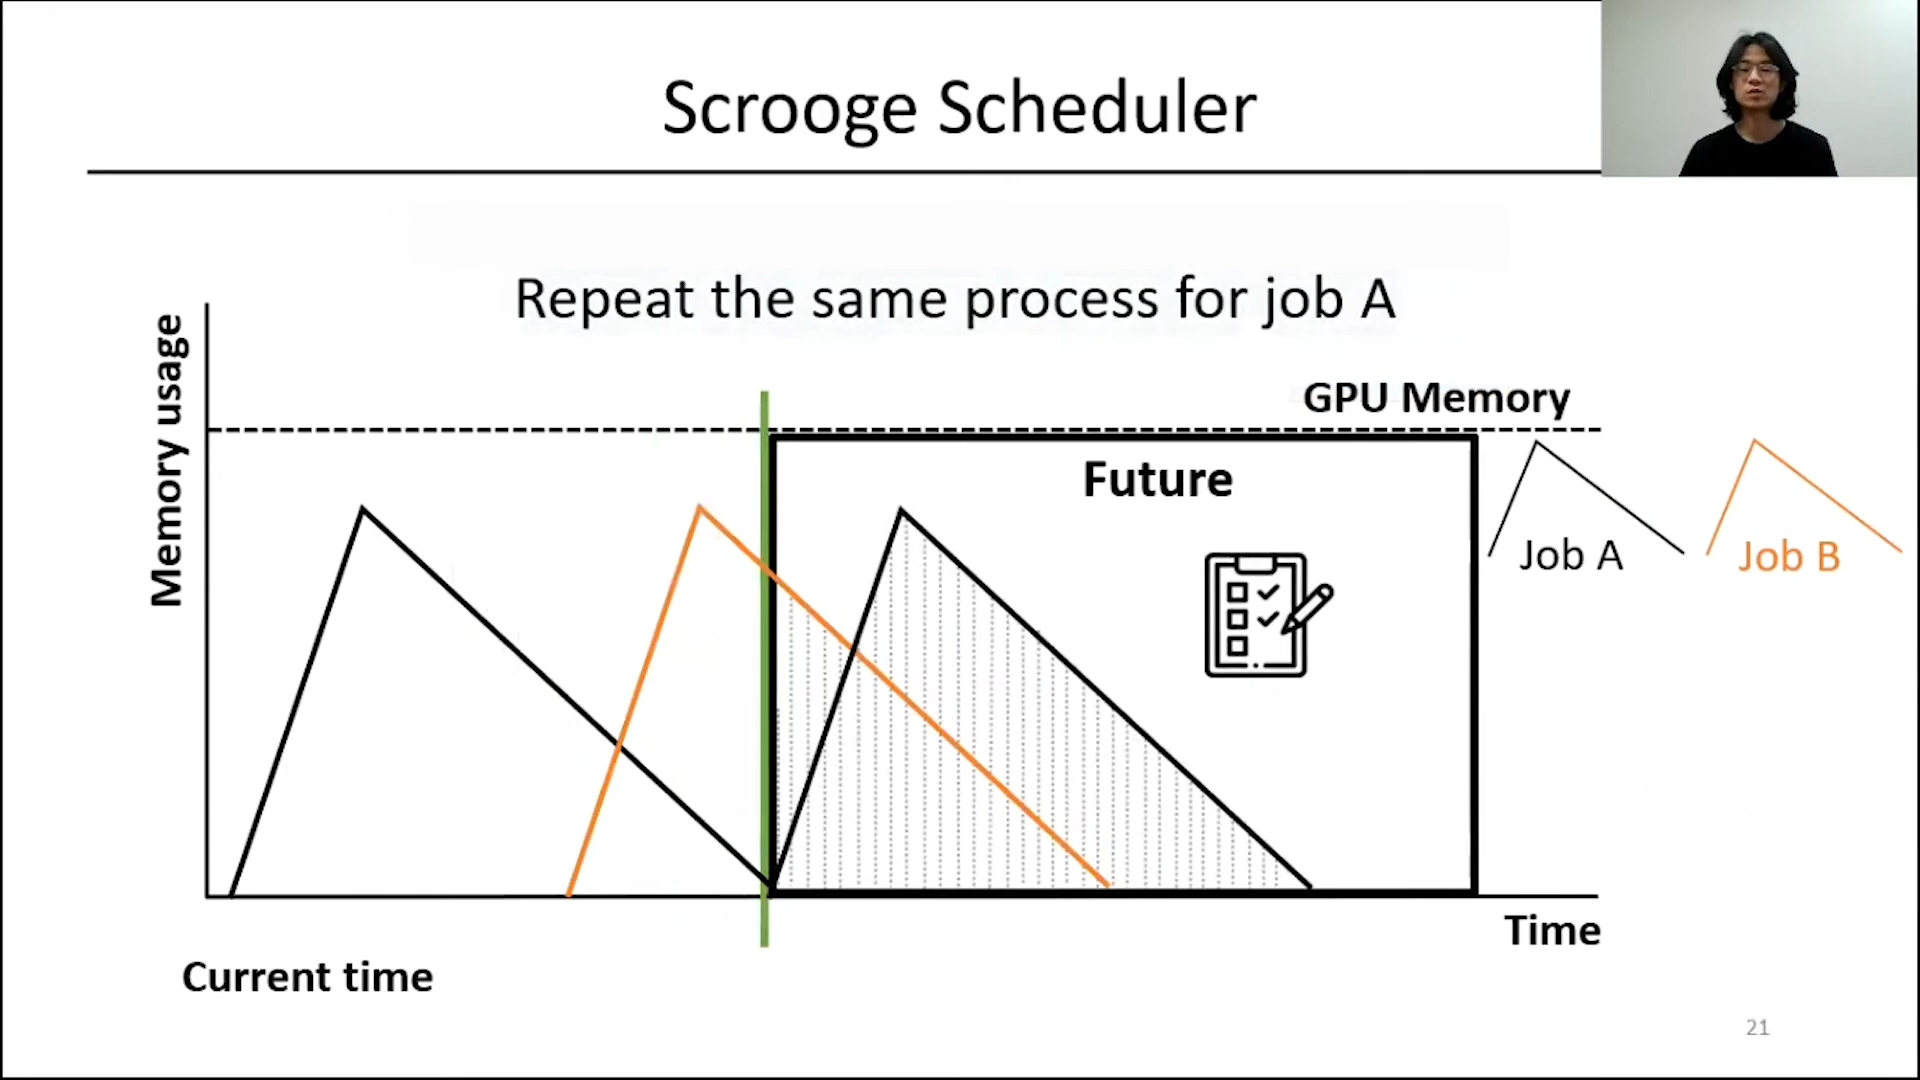 Scrooge Scheduler
Repeat the same process for job A
Memory usage
GPU Memory
Future
Job A
Job B
Time
Current time
21